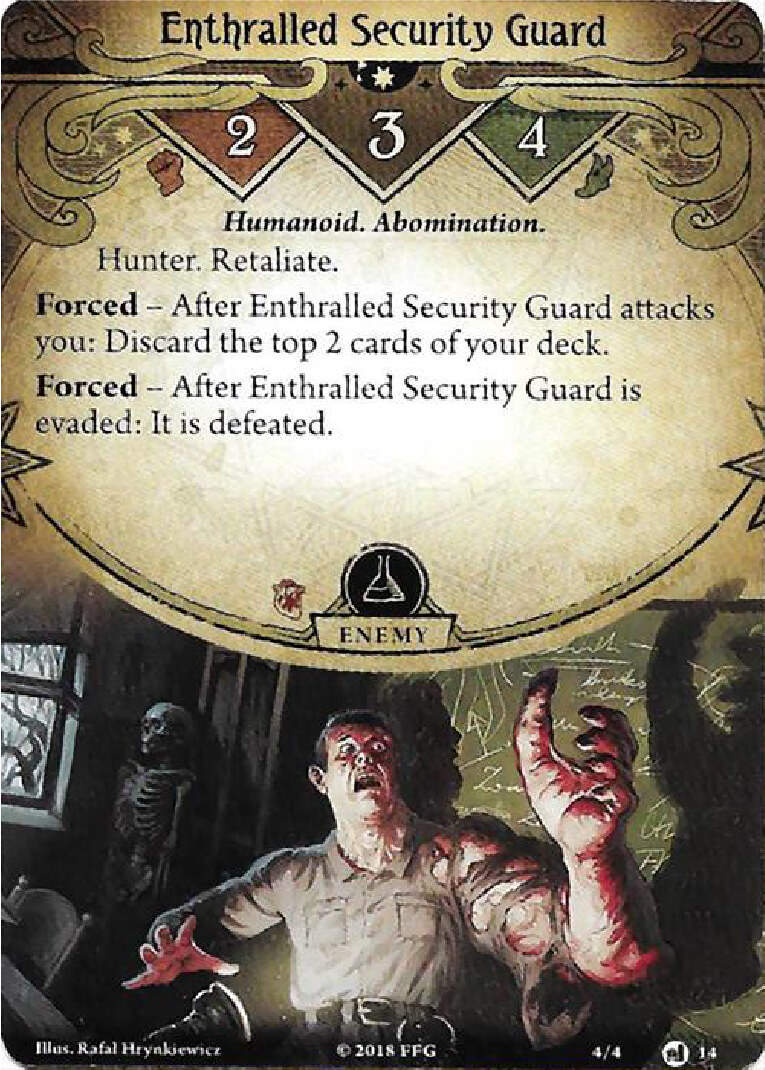 Enthralled Security Guard
2 3 4
Humanoid. Abomination.
Hunter. Retaliate.
Forced – After Enthralled Security Guard attacks
you: Discard the top 2 cards of your deck.
Forced – After Enthralled Security Guard is
evaded: It is defeated.
ENEMY
Illus. Rafał Hrynkiewicz © 2018 FFG 4/4 14